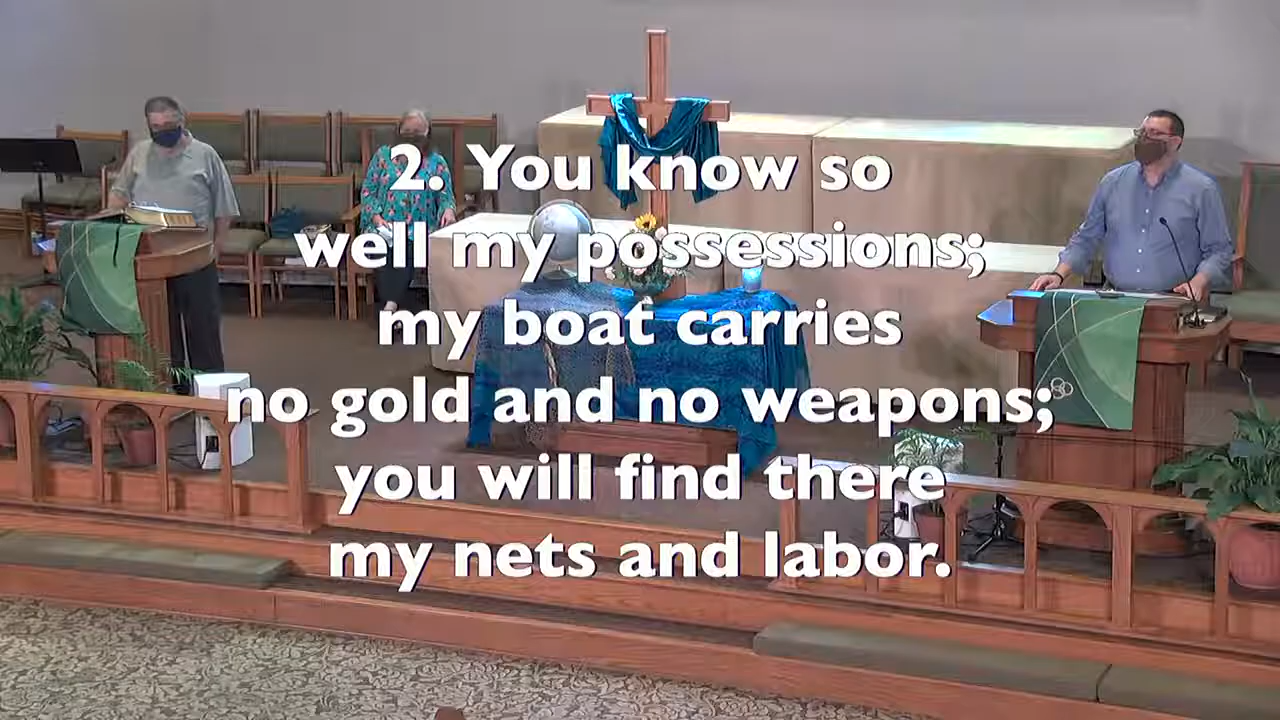 2. You know so
well my possessions;
my boat carries
no gold and no weapons;
you will find there
my nets and labor.